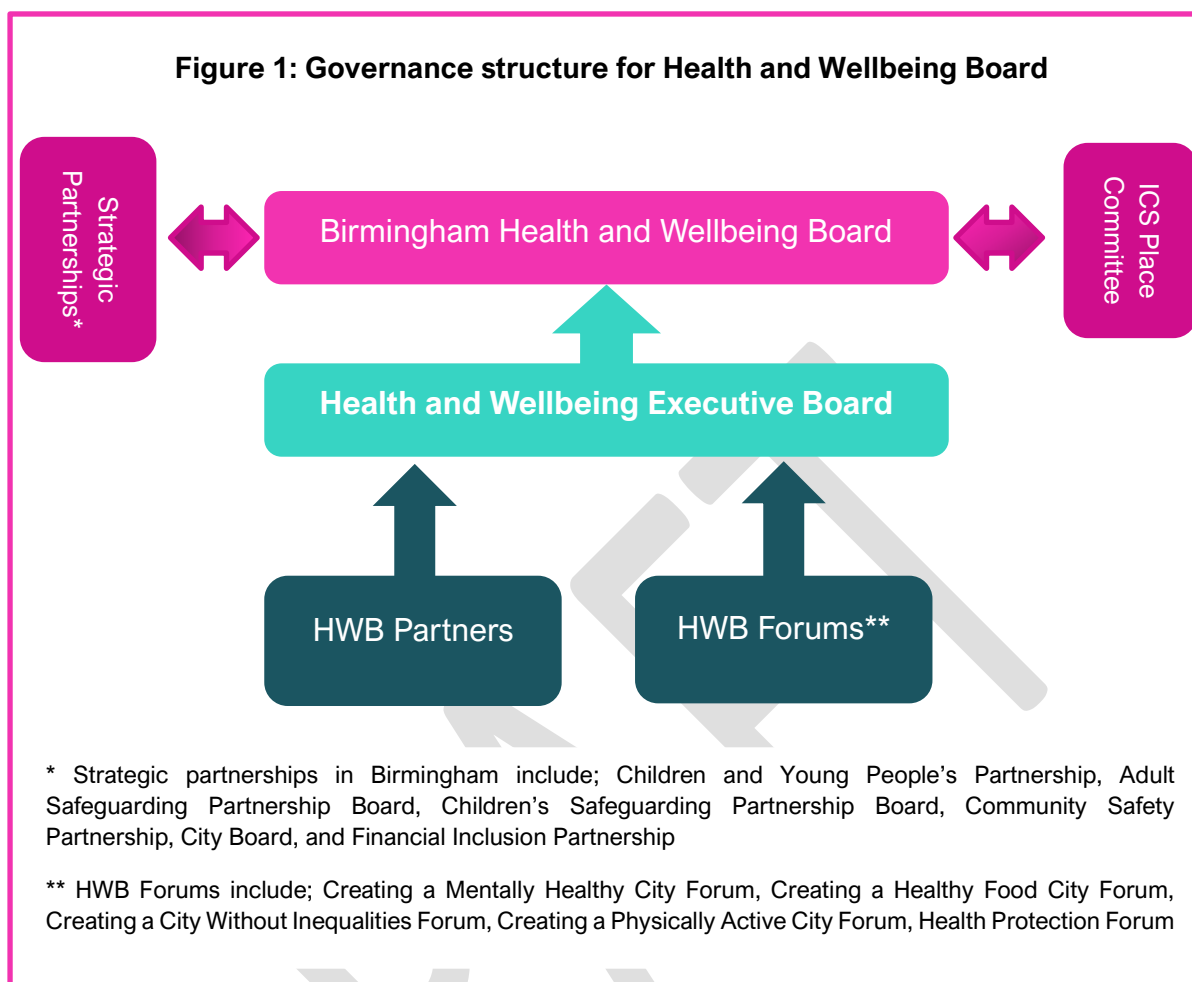 Figure 1: Governance structure for Health and Wellbeing Board
Strategic
Partnerships*
Birmingham Health and Wellbeing Board
ICS Place
Committee
Health and Wellbeing Executive Board
HWB Partners
HWB Forums**
* Strategic partnerships in Birmingham include; Children and Young People’s Partnership, Adult
Safeguarding Partnership Board, Children’s Safeguarding Partnership Board, Community Safety
Partnership, City Board, and Financial Inclusion Partnership
** HWB Forums include; Creating a Mentally Healthy City Forum, Creating a Healthy Food City Forum,
Creating a City Without Inequalities Forum, Creating a Physically Active City Forum, Health Protection Forum